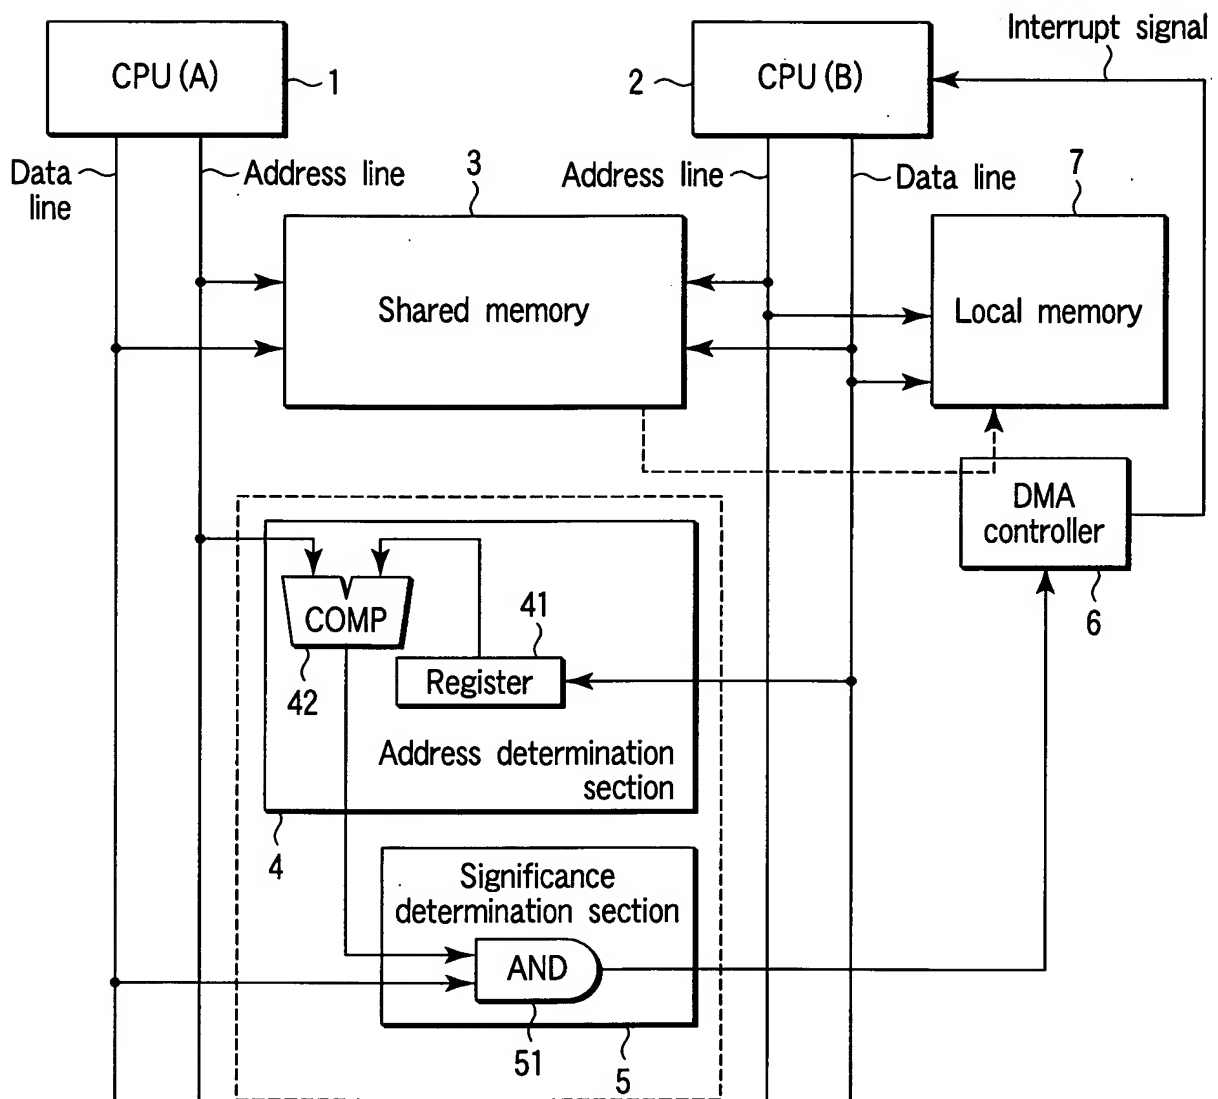 Interrupt signal
CPU(A)
1
2
CPU(B)
Data
line
Address line
3
Address line
Data line
7
Shared memory
Local memory
DMA
controller
6
COMP
42
41
Register
Address determination
section
4
Significance
determination section
AND
51
5